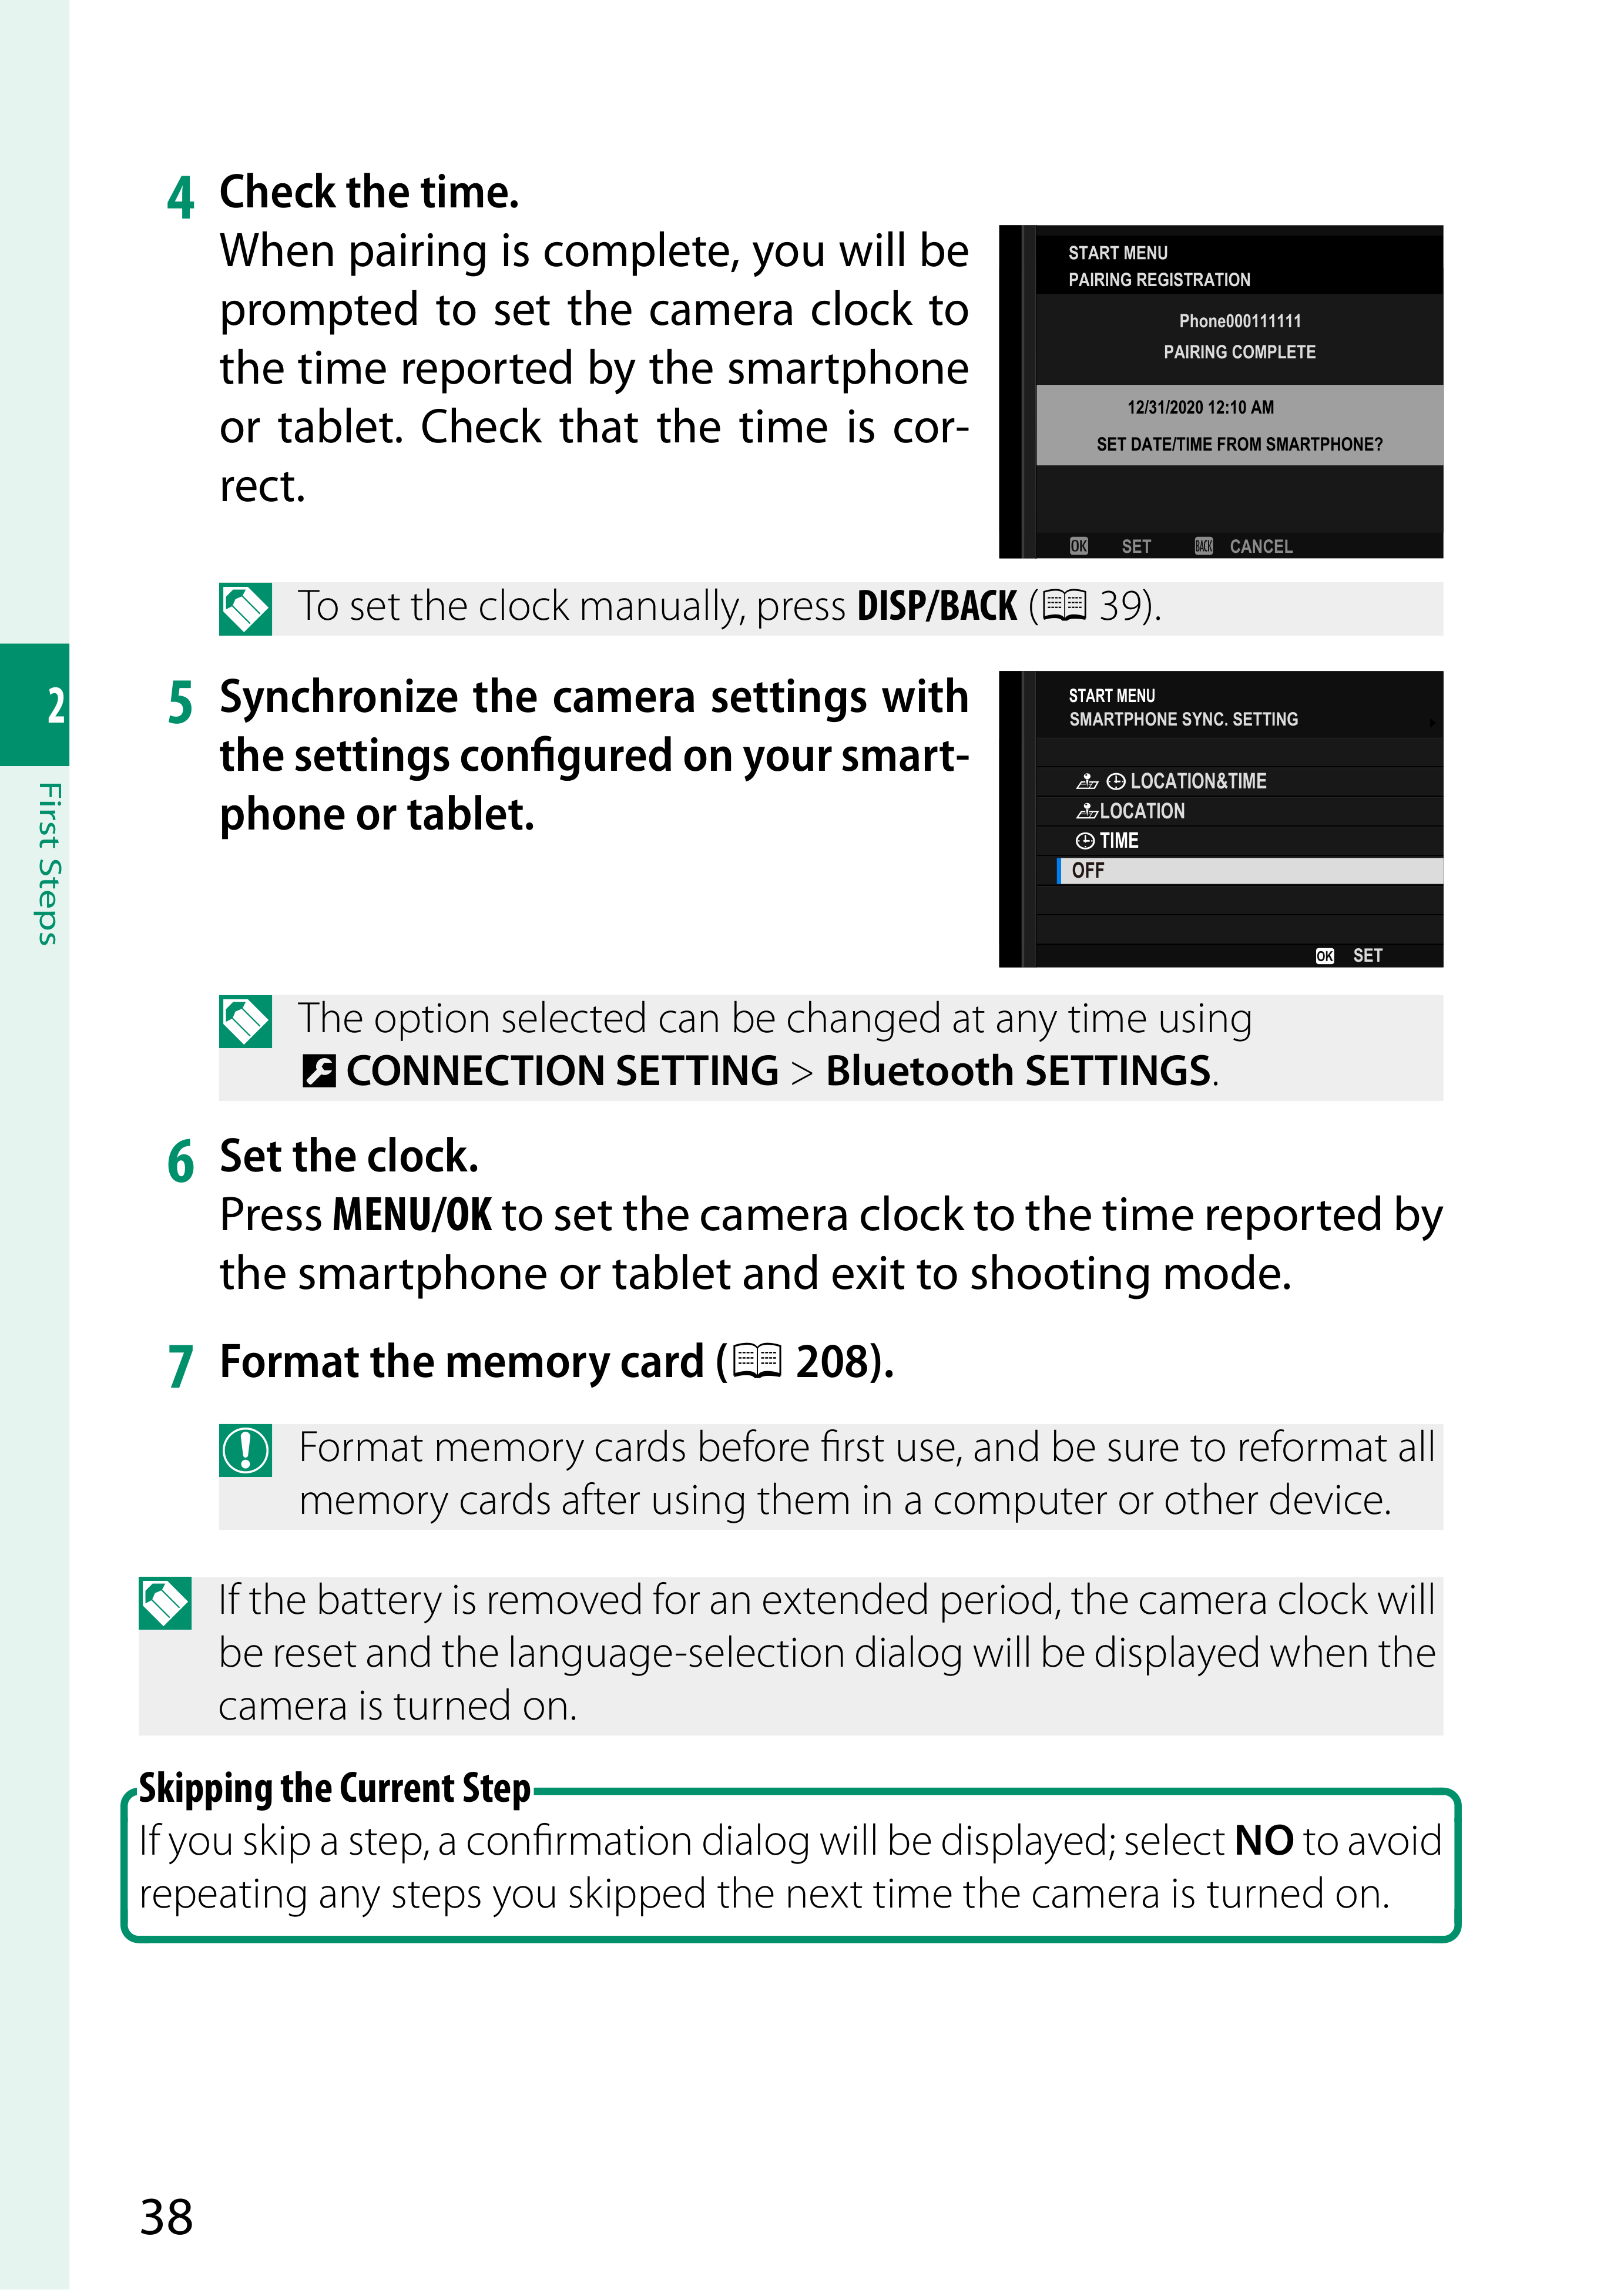 4 Check the time.
When pairing is complete, you will be
prompted to set the camera clock to
the time reported by the smartphone
or tablet. Check that the time is cor-
rect.
START MENU
PAIRING REGISTRATION
Phone000111111
PAIRING COMPLETE
12/31/2020 12:10 AM
SET DATE/TIME FROM SMARTPHONE?
OK SET BACK CANCEL
To set the clock manually, press DISP/BACK (39).
2
First Steps
5 Synchronize the camera settings with
the settings configured on your smart-
phone or tablet.
START MENU
SMARTPHONE SYNC. SETTING
LOCATION&TIME
LOCATION
TIME
OFF
OK SET
The option selected can be changed at any time using
CONNECTION SETTING > Bluetooth SETTINGS.
6 Set the clock.
Press MENU/OK to set the camera clock to the time reported by
the smartphone or tablet and exit to shooting mode.
7 Format the memory card (208).
Format memory cards before first use, and be sure to reformat all
memory cards after using them in a computer or other device.
If the battery is removed for an extended period, the camera clock will
be reset and the language-selection dialog will be displayed when the
camera is turned on.
Skipping the Current Step
If you skip a step, a confirmation dialog will be displayed; select NO to avoid
repeating any steps you skipped the next time the camera is turned on.
38